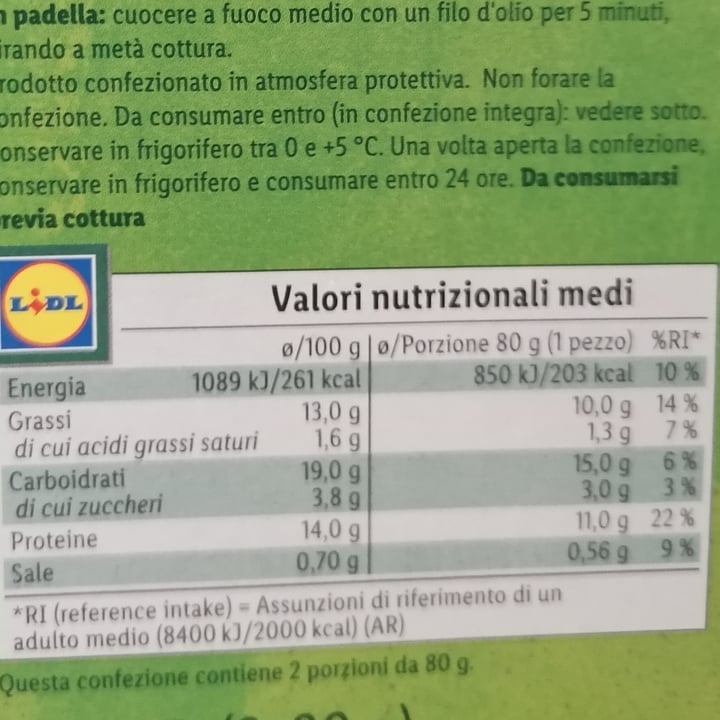 padella: cuocere a fuoco medio con un filo d'olio per 5 minuti,
irando a metà cottura.
rodotto confezionato in atmosfera protettiva. Non forare la
onfezione. Da consumare entro (in confezione integra): vedere sotto.
onservare in frigorifero tra 0 e +5 °C. Una volta aperta la confezione,
onservare in frigorifero e consumare entro 24 ore. Da consumarsi
revia cottura
LIDL
Valori nutrizionali medi
ø/100 g ø/Porzione 80 g (1 pezzo) %RI*
Energia 1089 kJ/261 kcal 850 kJ/203 kcal 10 %
Grassi 13,0 g 10,0 g 14 %
di cui acidi grassi saturi 1,6 g 1,3 g 7 %
Carboidrati 19,0 g 15,0 g 6 %
di cui zuccheri 3,8 g 3,0 g 3 %
Proteine 14,0 g 11,0 g 22 %
Sale 0,70 g 0,56 g 9 %
*RI (reference intake) = Assunzioni di riferimento di un
adulto medio (8400 kJ/2000 kcal) (AR)
Questa confezione contiene 2 porzioni da 80 g.